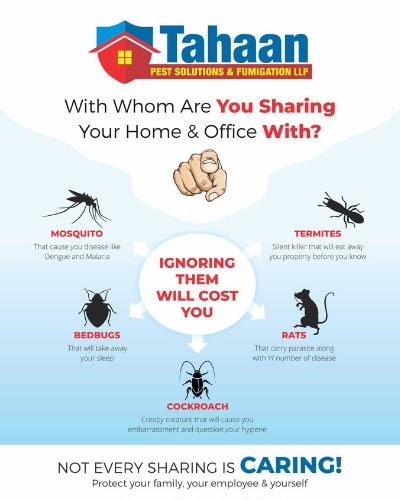 Tahaan
PEST SOLUTIONS & FUMIGATION LLP
With Whom Are You Sharing
Your Home & Office With?
MOSQUITO
That cause you disease like
Dengue and Malaria
TERMITES
Silent killer that will eat away
you property before you know
IGNORING
THEM
WILL COST
YOU
BEDBUGS
That will take away
your sleep
RATS
That carry parasite along
with 'n' number of disease
COCKROACH
Creepy creature that will cause you
embarrassment and question your hygiene
NOT EVERY SHARING IS CARING!
Protect your family, your employee & yourself